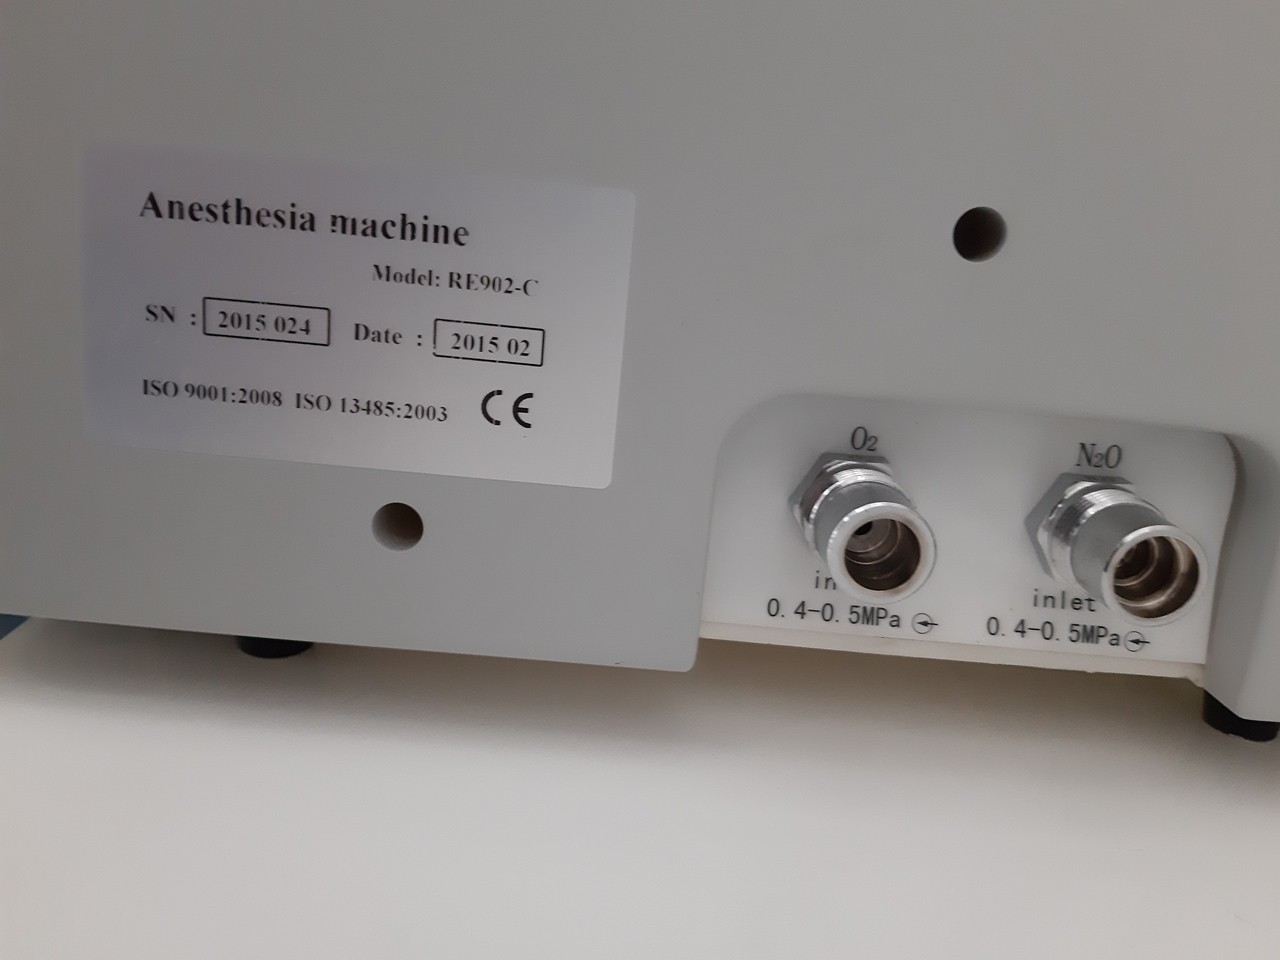 Anesthesia machine
Model: RE902-C
SN : 2015 024 Date : 2015 02
ISO 9001:2008 ISO 13485:2003 CE
O2
in
0.4-0.5MPa
N2O
inlet
0.4-0.5MPa